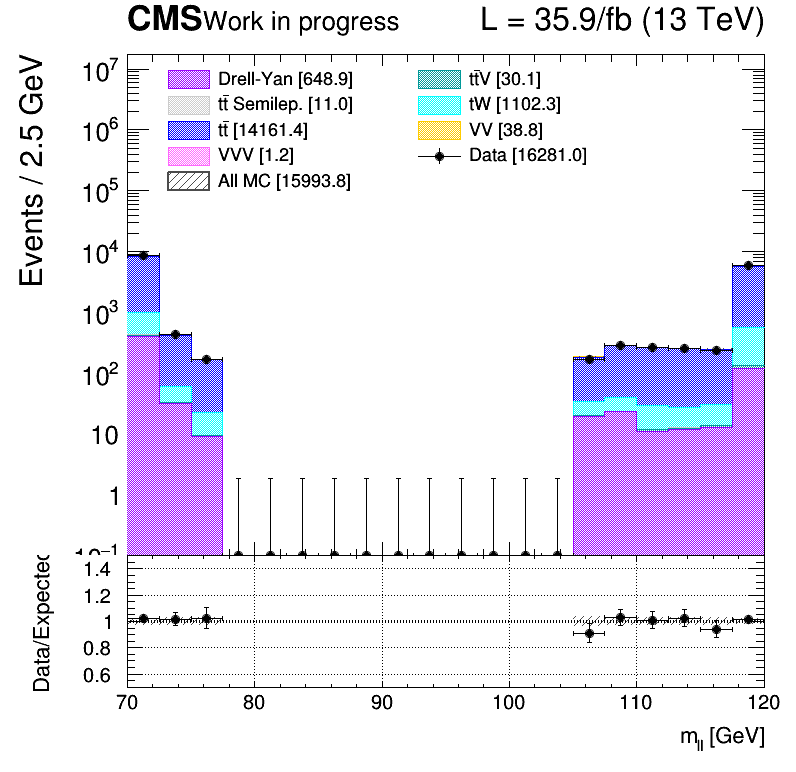 CMS Work in progress L = 35.9/fb (13 TeV)
Events / 2.5 GeV
10⁷
10⁶
10⁵
10⁴
10³
10²
10
1
10⁻¹
Drell-Yan [648.9]
tt̄ Semilep. [11.0]
tt̄ [14161.4]
VVV [1.2]
All MC [15993.8]
tt̄V [30.1]
tW [1102.3]
VV [38.8]
Data [16281.0]
Data/Expected
1.4
1.2
1
0.8
0.6
70 80 90 100 110 120
m_ll [GeV]